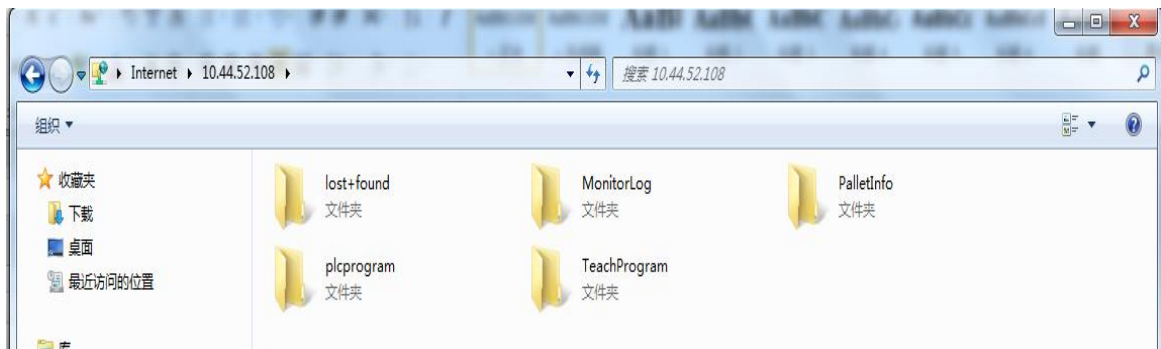 Internet ▸ 10.44.52.108 ▸
搜索 10.44.52.108
组织 ▾
收藏夹
下载
桌面
最近访问的位置
库
lost+found
文件夹
MonitorLog
文件夹
PalletInfo
文件夹
plcprogram
文件夹
TeachProgram
文件夹